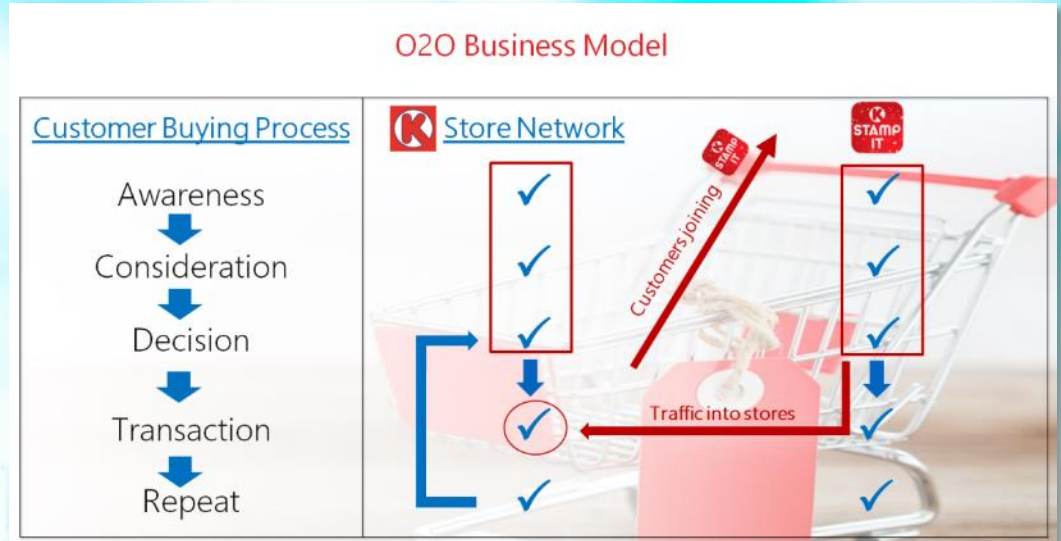 O2O Business Model
Customer Buying Process
Awareness
Consideration
Decision
Transaction
Repeat
K Store Network
K
STAMP
IT
Customers joining
K
STAMP
IT
Traffic into stores